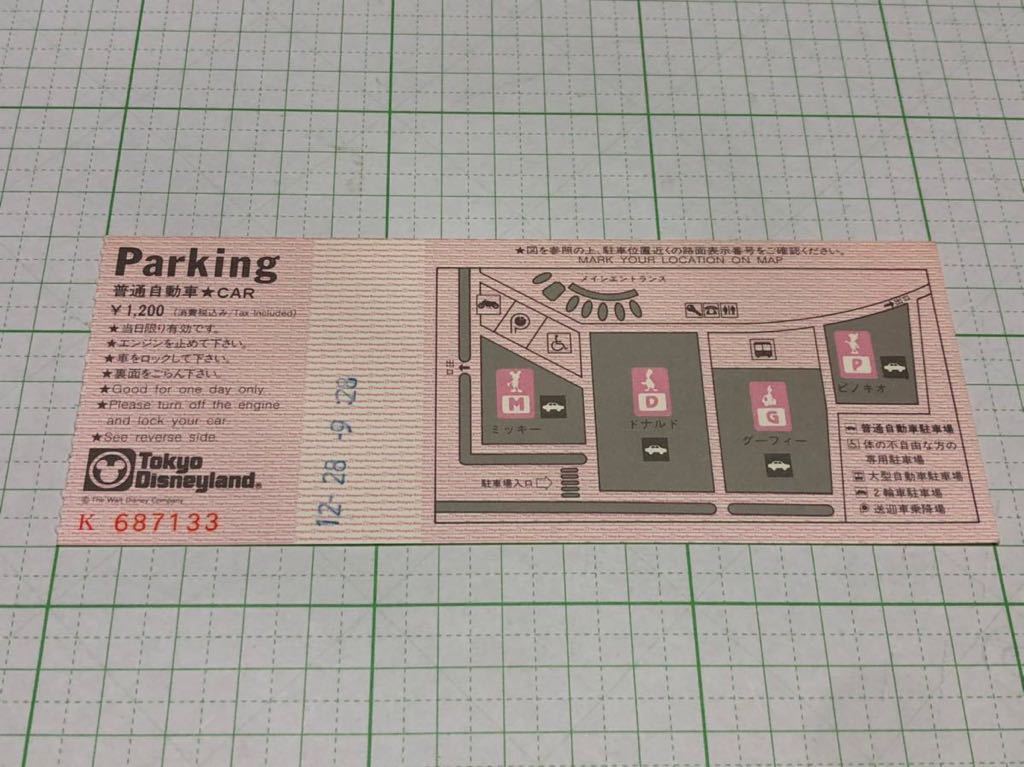 Parking
普通自動車★CAR
￥1,200 (消費税込み/Tax Included)
★当日限り有効です。
★エンジンを止めて下さい。
★車をロックして下さい。
★裏面をごらん下さい。
★Good for one day only.
★Please turn off the engine
and lock your car.
★See reverse side.
Tokyo
Disneyland®
© The Walt Disney Company
K 687133
12-28-9:28
★図を参照の上、駐車位置近くの路面表示番号をご確認ください。
MARK YOUR LOCATION ON MAP
メインエントランス
出口
出口
M
ミッキー
D
ドナルド
G
グーフィー
P
ピノキオ
駐車場入口
普通自動車駐車場
体の不自由な方の
専用駐車場
大型自動車駐車場
2輪車駐車場
送迎車乗降場